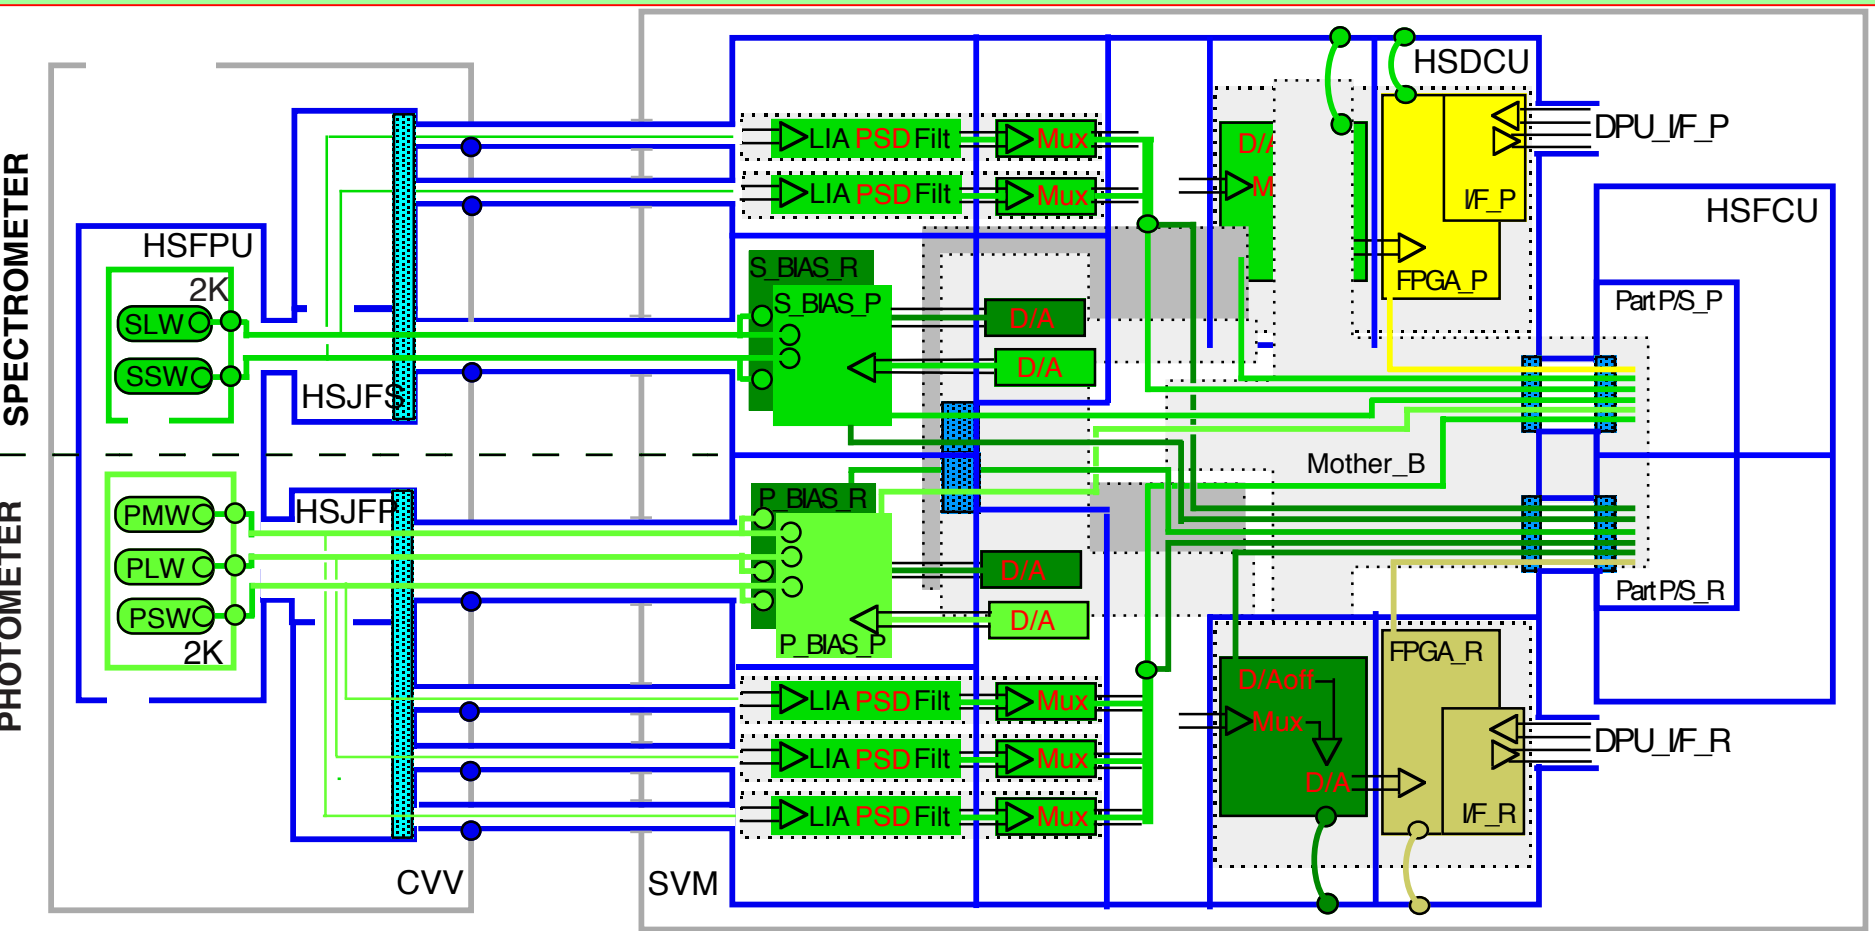 SPECTROMETER
PHOTOMETER
HSFPU
2K
SLW
SSW
HSJFS
PMW
PLW
PSW
2K
HSJFP
CVV
SVM
LIA PSD Filt
Mux
LIA PSD Filt
Mux
S_BIAS_R
S_BIAS_P
D/A
D/A
P_BIAS_R
P_BIAS_P
D/A
D/A
LIA PSD Filt
Mux
LIA PSD Filt
Mux
LIA PSD Filt
Mux
HSDCU
I/F_P
FPGA_P
DPU_I/F_P
HSFCU
Part P/S_P
Mother_B
Part P/S_R
D/Aoff
Mux
D/A
FPGA_R
I/F_R
DPU_I/F_R